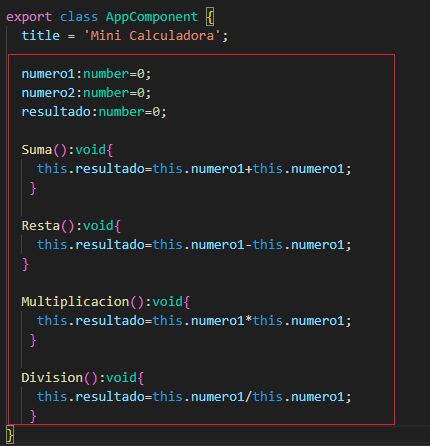 export class AppComponent {
title = 'Mini Calculadora';
numero1:number=0;
numero2:number=0;
resultado:number=0;
Suma():void{
this.resultado=this.numero1+this.numero1;
}
Resta():void{
this.resultado=this.numero1-this.numero1;
}
Multiplicacion():void{
this.resultado=this.numero1*this.numero1;
}
Division():void{
this.resultado=this.numero1/this.numero1;
}
}